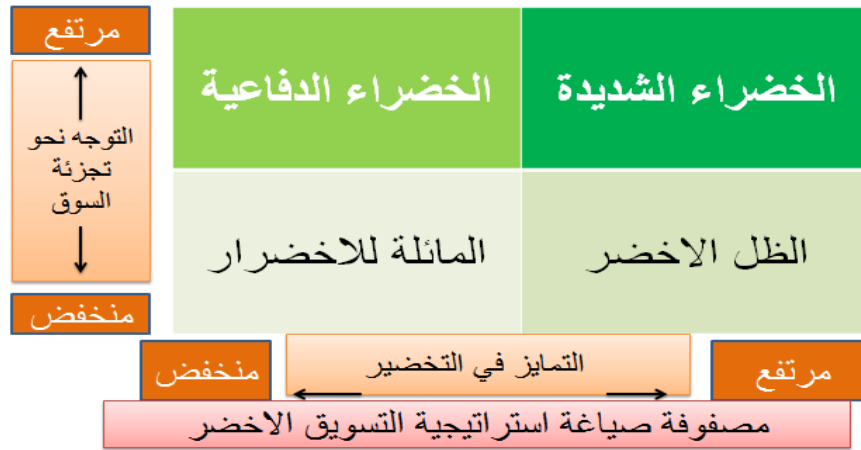 مرتفع
الخضراء الشديدة
الخضراء الدفاعية
التوجه نحو
تجزئة
السوق
الظل الاخضر
المائلة للاخضرار
منخفض
مرتفع
التمايز في التخضير
منخفض
مصفوفة صياغة استراتيجية التسويق الاخضر